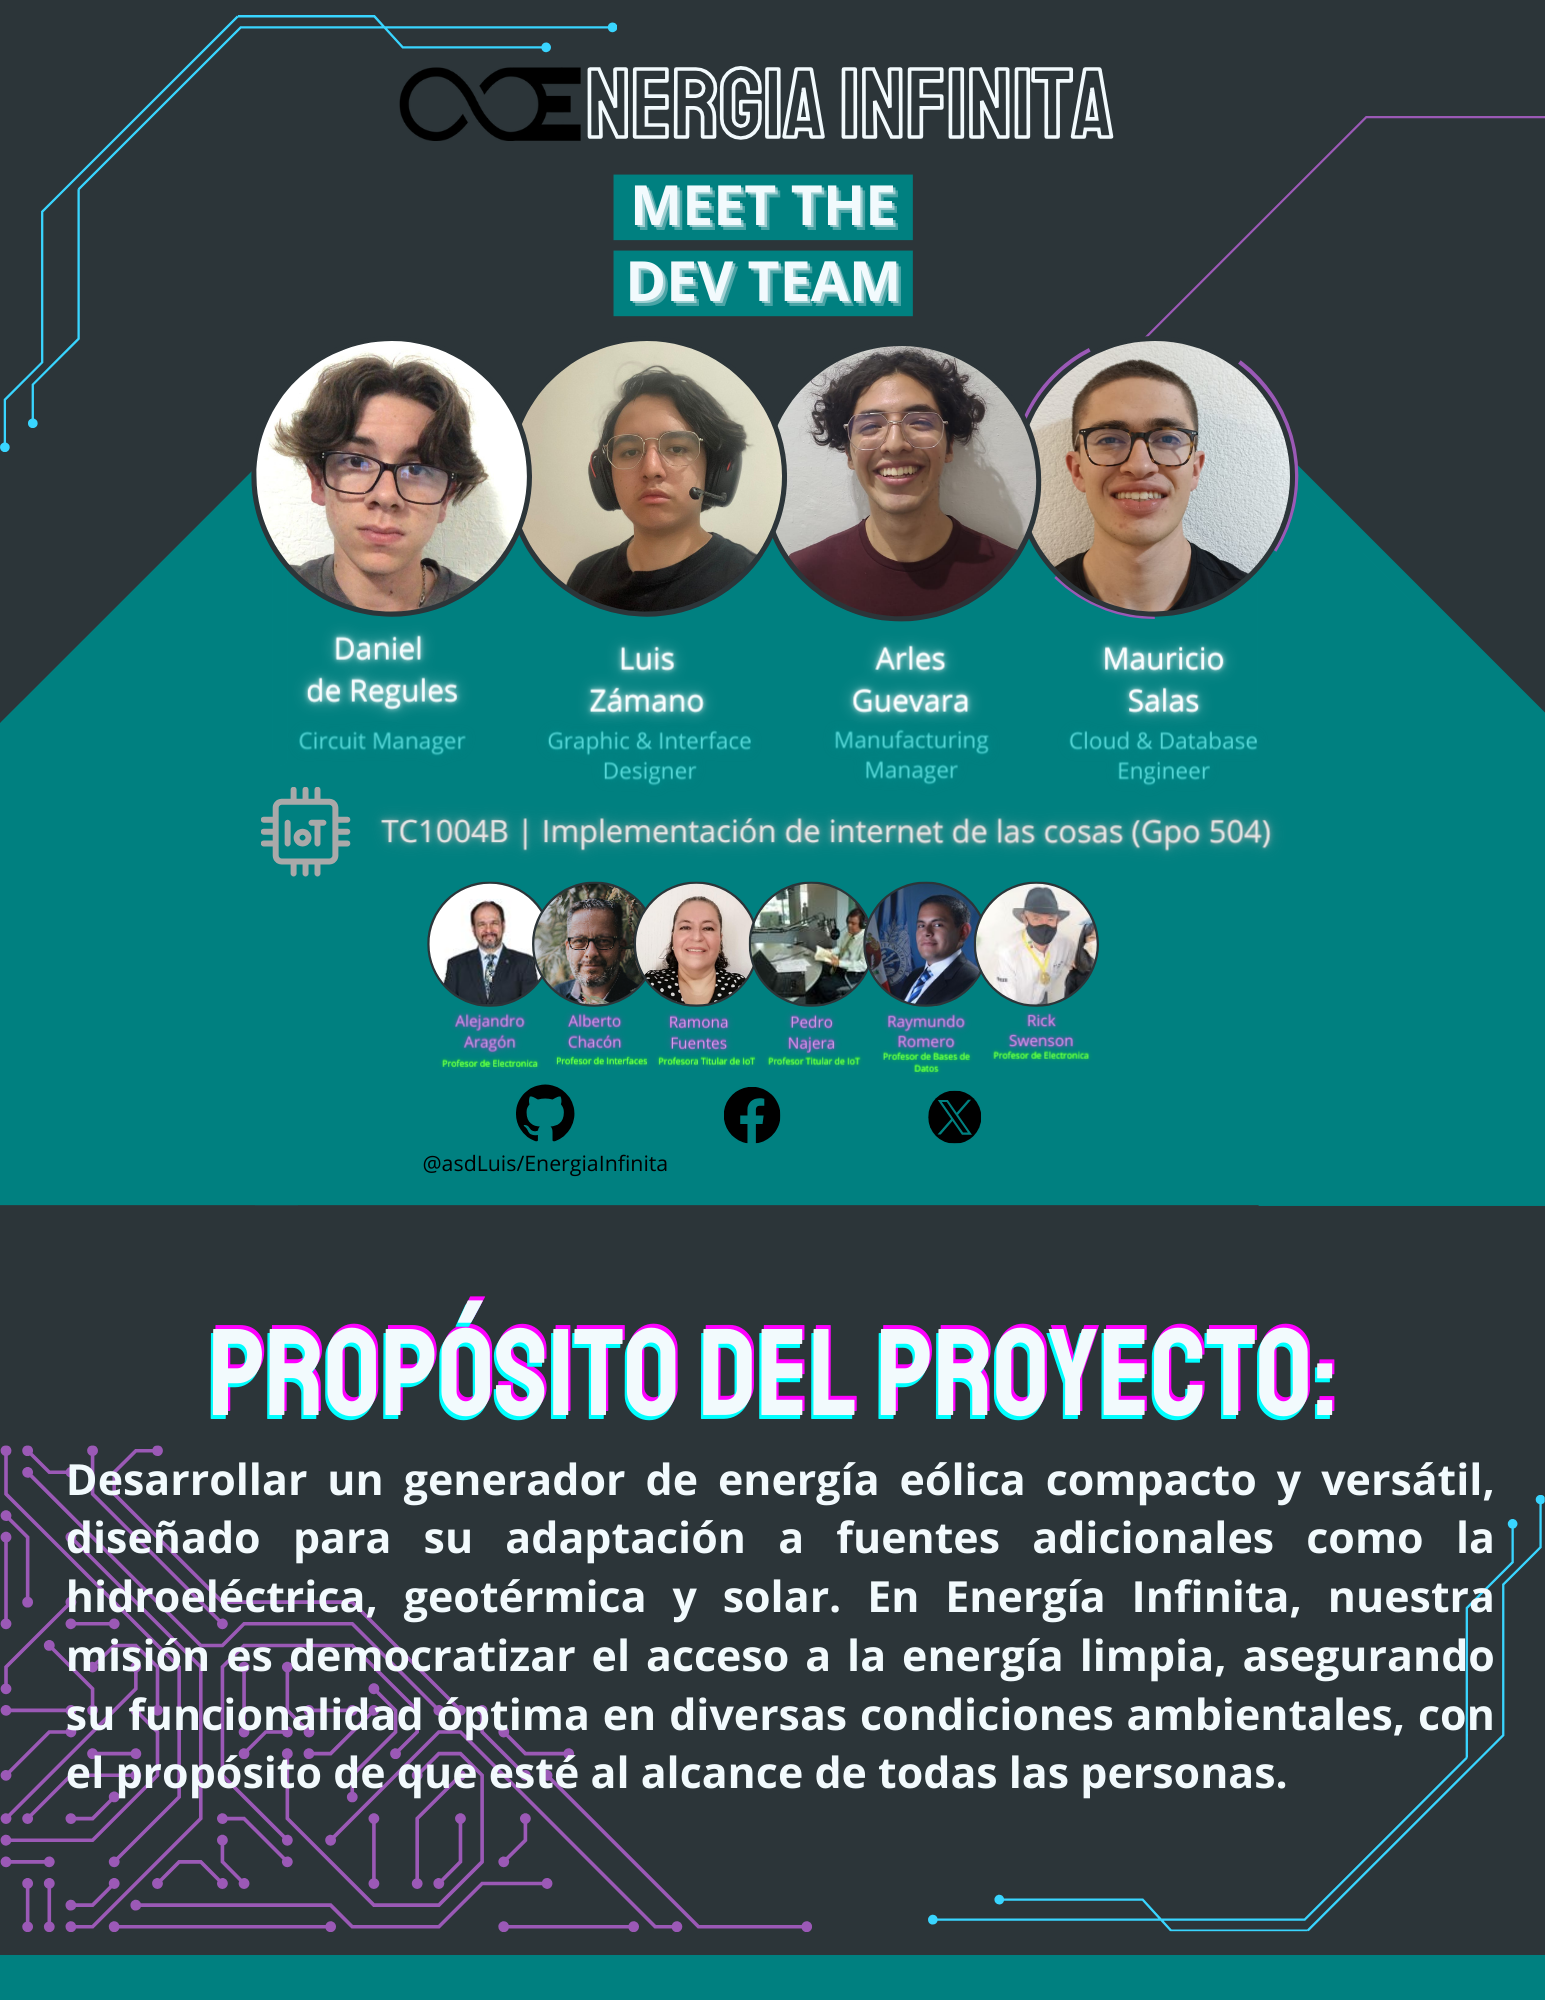 ENERGIA INFINITA
MEET THE
DEV TEAM
Daniel
de Regules
Circuit Manager
Luis
Zámano
Graphic & Interface
Designer
Arles
Guevara
Manufacturing
Manager
Mauricio
Salas
Cloud & Database
Engineer
IoT
TC1004B | Implementación de internet de las cosas (Gpo 504)
Alejandro
Aragón
Profesor de Electronica
Alberto
Chacón
Profesor de Interfaces
Ramona
Fuentes
Profesora Titular de IoT
Pedro
Najera
Profesor Titular de IoT
Raymundo
Romero
Profesor de Bases de
Datos
Rick
Swenson
Profesor de Electronica
@asdLuis/EnergiaInfinita
PROPÓSITO DEL PROYECTO:
Desarrollar un generador de energía eólica compacto y versátil,
diseñado para su adaptación a fuentes adicionales como la
hidroeléctrica, geotérmica y solar. En Energía Infinita, nuestra
misión es democratizar el acceso a la energía limpia, asegurando
su funcionalidad óptima en diversas condiciones ambientales, con
el propósito de que esté al alcance de todas las personas.